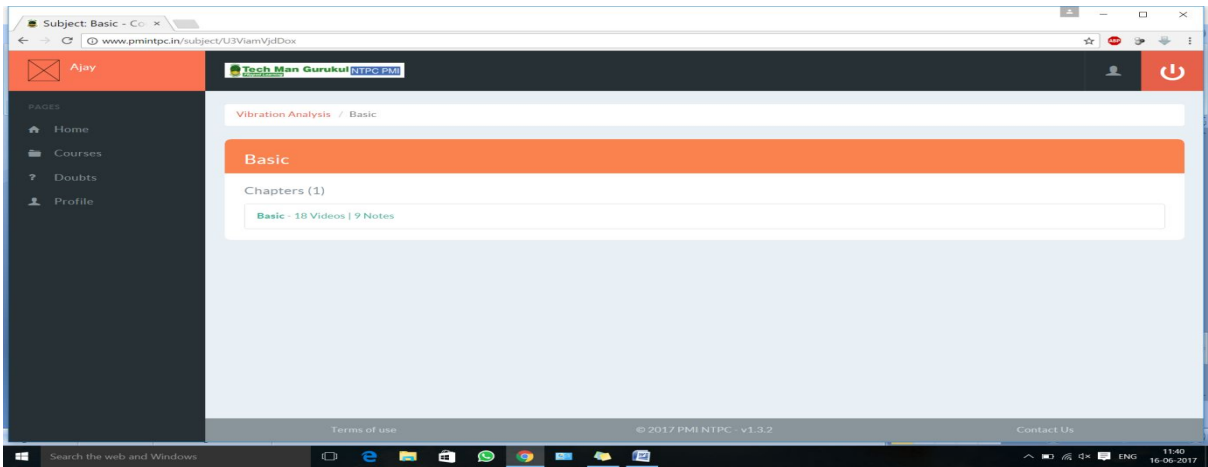 Subject: Basic - Co
www.pmintpc.in/subject/U3ViamVjdDox
ABP
Ajay
Tech Man Gurukul NTPC PMI
PAGES
Home
Courses
Doubts
Profile
Vibration Analysis / Basic
Basic
Chapters (1)
Basic - 18 Videos | 9 Notes
Terms of use
© 2017 PMI NTPC - v1.3.2
Contact Us
Search the web and Windows
ENG
11:40
16-06-2017